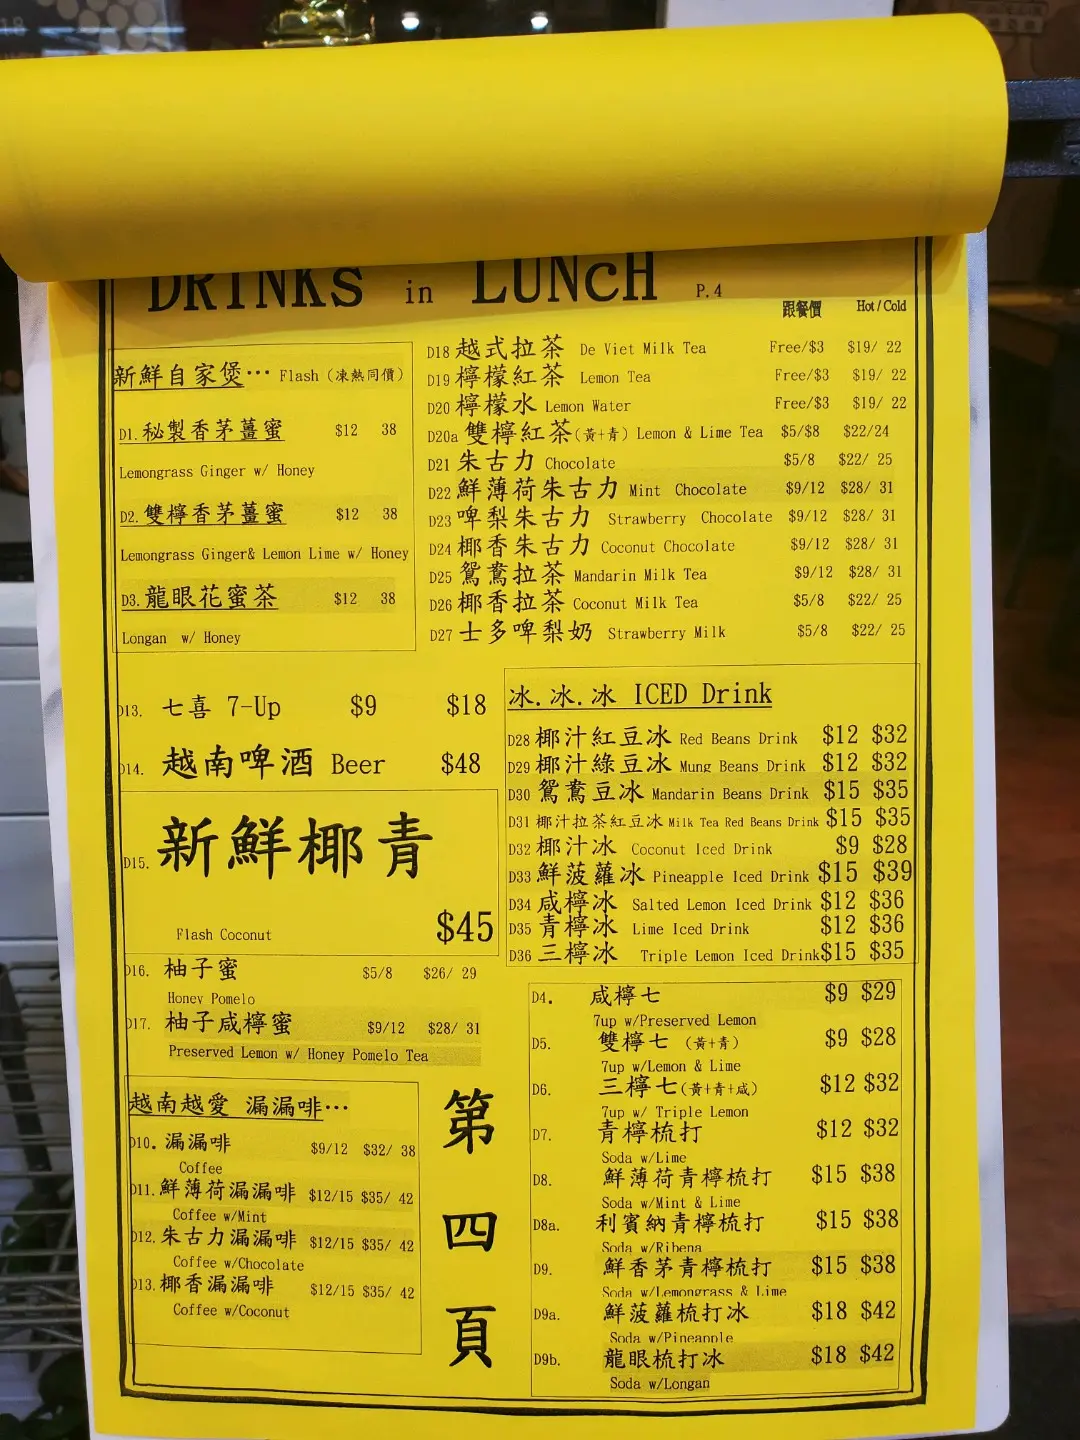 DRINKS in LUNcH P.4
跟餐價 Hot / Cold
新鮮自家煲… Flash (凍熱同價)
D1. 秘製香茅薑蜜 $12 38
Lemongrass Ginger w/ Honey
D2. 雙檸香茅薑蜜 $12 38
Lemongrass Ginger& Lemon Lime w/ Honey
D3. 龍眼花蜜茶 $12 38
Longan w/ Honey
D18 越式拉茶 De Viet Milk Tea Free/$3 $19/ 22
D19 檸檬紅茶 Lemon Tea Free/$3 $19/ 22
D20 檸檬水 Lemon Water Free/$3 $19/ 22
D20a 雙檸紅茶(黃+青) Lemon & Lime Tea $5/$8 $22/24
D21 朱古力 Chocolate $5/8 $22/ 25
D22 鮮薄荷朱古力 Mint Chocolate $9/12 $28/ 31
D23 啤梨朱古力 Strawberry Chocolate $9/12 $28/ 31
D24 椰香朱古力 Coconut Chocolate $9/12 $28/ 31
D25 鴛鴦拉茶 Mandarin Milk Tea $9/12 $28/ 31
D26 椰香拉茶 Coconut Milk Tea $5/8 $22/ 25
D27 士多啤梨奶 Strawberry Milk $5/8 $22/ 25
D13. 七喜 7-Up $9 $18
D14. 越南啤酒 Beer $48
D15. 新鮮椰青
$45
Flash Coconut
D16. 柚子蜜 $5/8 $26/ 29
Honey Pomelo
D17. 柚子咸檸蜜 $9/12 $28/ 31
Preserved Lemon w/ Honey Pomelo Tea
冰.冰.冰 ICED Drink
D28 椰汁紅豆冰 Red Beans Drink $12 $32
D29 椰汁綠豆冰 Mung Beans Drink $12 $32
D30 鴛鴦豆冰 Mandarin Beans Drink $15 $35
D31 椰汁拉茶紅豆冰 Milk Tea Red Beans Drink $15 $35
D32 椰汁冰 Coconut Iced Drink $9 $28
D33 鮮菠蘿冰 Pineapple Iced Drink $15 $39
D34 咸檸冰 Salted Lemon Iced Drink $12 $36
D35 青檸冰 Lime Iced Drink $12 $36
D36 三檸冰 Triple Lemon Iced Drink $15 $35
越南越愛 漏漏啡…
D10. 漏漏啡 $9/12 $32/ 38
Coffee
D11. 鮮薄荷漏漏啡 $12/15 $35/ 42
Coffee w/Mint
D12. 朱古力漏漏啡 $12/15 $35/ 42
Coffee w/Chocolate
D13. 椰香漏漏啡 $12/15 $35/ 42
Coffee w/Coconut
第四頁
D4. 咸檸七 $9 $29
7up w/Preserved Lemon
D5. 雙檸七 (黃+青) $9 $28
7up w/Lemon & Lime
D6. 三檸七(黃+青+咸) $12 $32
7up w/ Triple Lemon
D7. 青檸梳打 $12 $32
Soda w/Lime
D8. 鮮薄荷青檸梳打 $15 $38
Soda w/Mint & Lime
D8a. 利賓納青檸梳打 $15 $38
Soda w/Ribena
D9. 鮮香茅青檸梳打 $15 $38
Soda w/Lemongrass & Lime
D9a. 鮮菠蘿梳打冰 $18 $42
Soda w/Pineapple
D9b. 龍眼梳打冰 $18 $42
Soda w/Longan